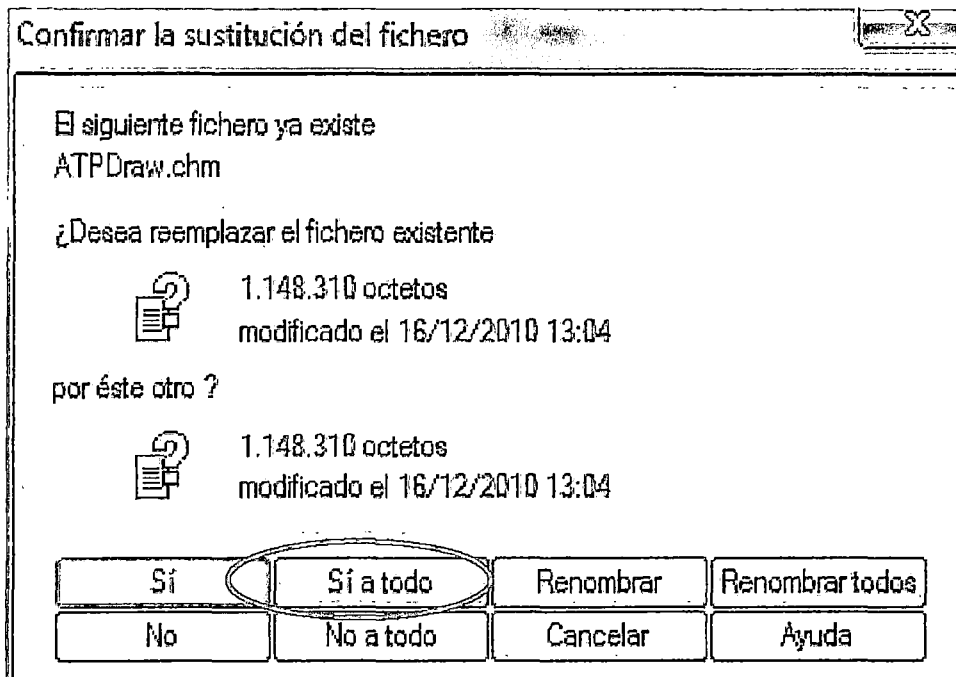 Confirmar la sustitución del fichero
El siguiente fichero ya existe
ATPDraw.chm
¿Desea reemplazar el fichero existente
1.148.310 octetos
modificado el 16/12/2010 13:04
por éste otro ?
1.148.310 octetos
modificado el 16/12/2010 13:04
Sí Sí a todo Renombrar Renombrar todos
No No a todo Cancelar Ayuda